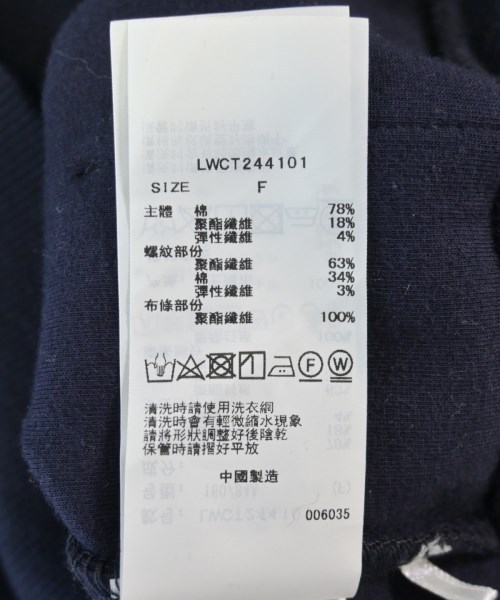 LWCT244101
SIZE F
主體 棉 78%
聚酯纖維 18%
彈性纖維 4%
螺紋部份
聚酯纖維 63%
棉 34%
彈性纖維 3%
布條部份
聚酯纖維 100%
F W
清洗時請使用洗衣網
清洗時會有輕微縮水現象
請將形狀調整好後陰乾
保管時請摺好平放
中國製造
006035